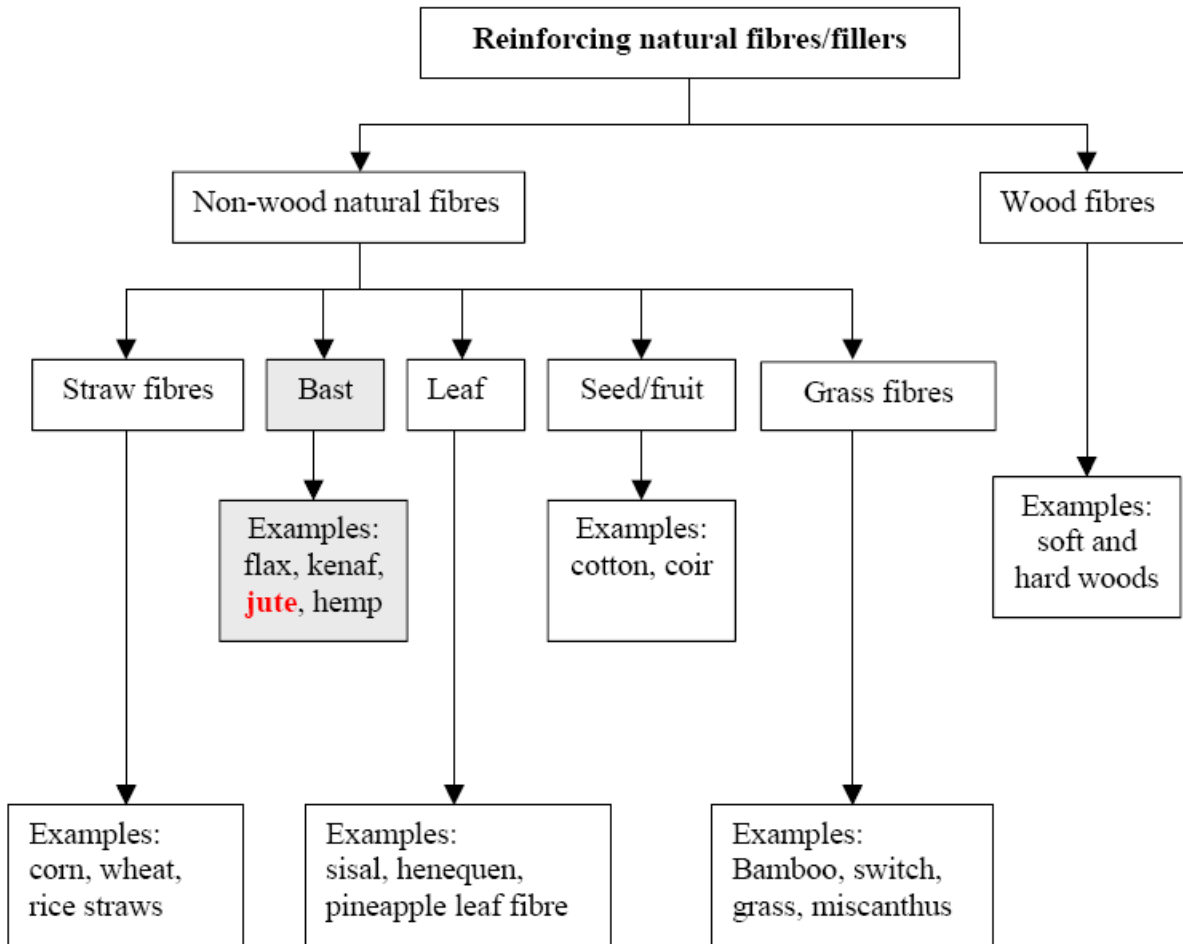 Reinforcing natural fibres/fillers
Non-wood natural fibres
Wood fibres
Straw fibres
Bast
Leaf
Seed/fruit
Grass fibres
Examples:
flax, kenaf,
jute, hemp
Examples:
cotton, coir
Examples:
soft and
hard woods
Examples:
corn, wheat,
rice straws
Examples:
sisal, henequen,
pineapple leaf fibre
Examples:
Bamboo, switch,
grass, miscanthus